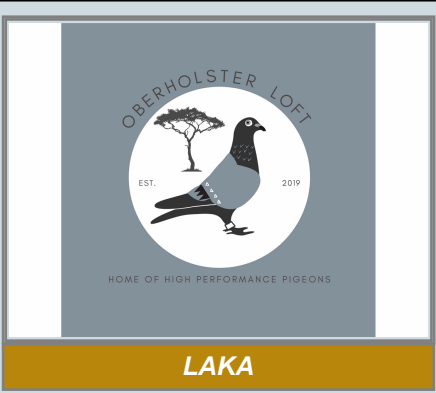 OBERHOLSTER LOFT
EST. 2019
HOME OF HIGH PERFORMANCE PIGEONS
LAKA